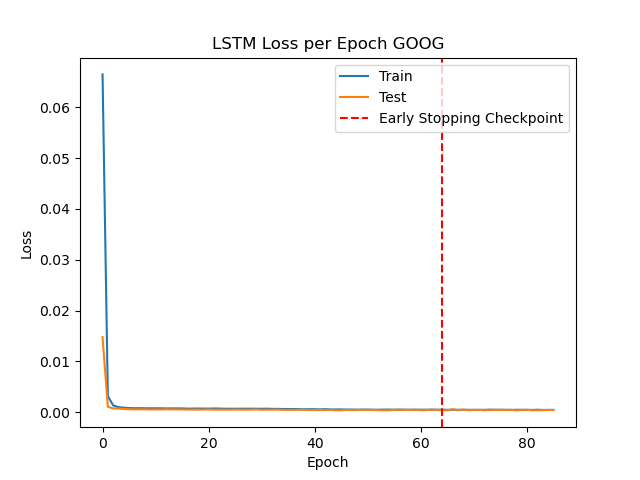 LSTM Loss per Epoch GOOG
Train
Test
Early Stopping Checkpoint
0.06
0.05
0.04
0.03
0.02
0.01
0.00
Loss
0 20 40 60 80
Epoch